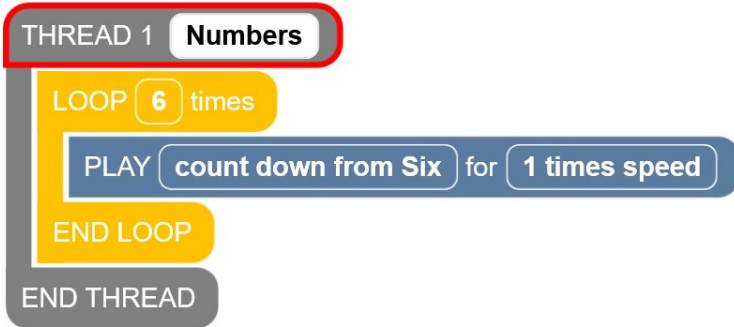 THREAD 1 Numbers
LOOP 6 times
PLAY count down from Six for 1 times speed
END LOOP
END THREAD